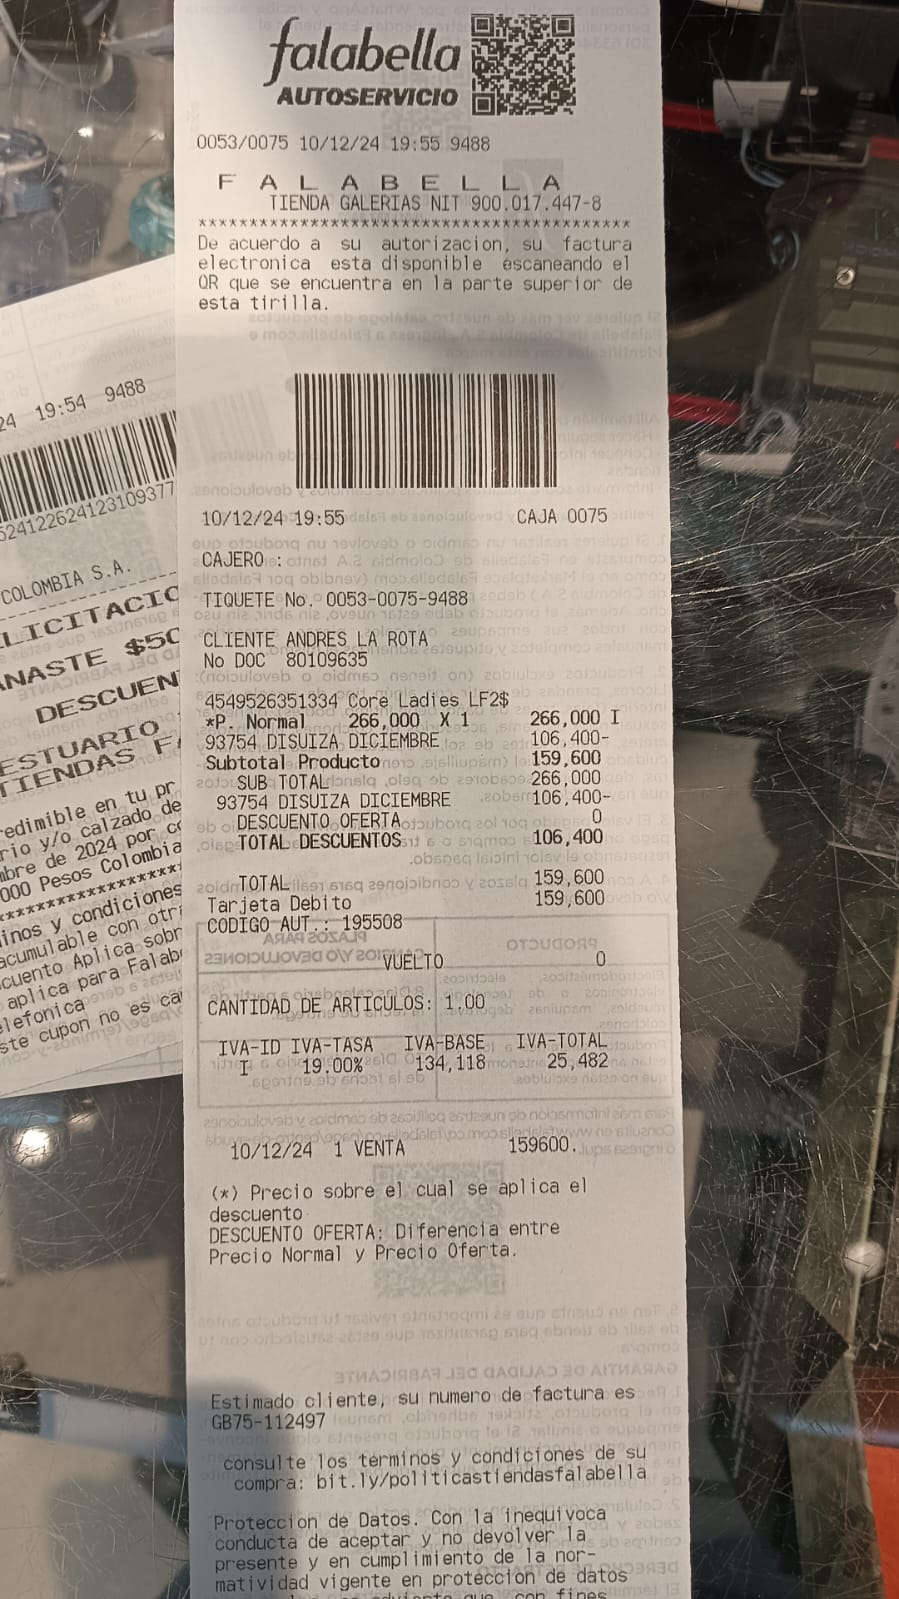 falabella
AUTOSERVICIO
0053/0075 10/12/24 19:55 9488
F A L A B E L L A
TIENDA GALERIAS NIT 900.017.447-8
******************************************
De acuerdo a su autorizacion, su factura
electronica esta disponible escaneando el
QR que se encuentra en la parte superior de
esta tirilla.
10/12/24 19:55 CAJA 0075
CAJERO :
TIQUETE No. 0053-0075-9488
CLIENTE ANDRES LA ROTA
No DOC 80109635
4549526351334 Core Ladies LF2$
*P. Normal 266,000 X 1 266,000 I
93754 DISUIZA DICIEMBRE 106,400-
Subtotal Producto 159,600
SUB TOTAL 266,000
93754 DISUIZA DICIEMBRE 106,400-
DESCUENTO OFERTA 0
TOTAL DESCUENTOS 106,400
TOTAL 159,600
Tarjeta Debito 159,600
CODIGO AUT.: 195508
VUELTO 0
CANTIDAD DE ARTICULOS: 1.00
IVA-ID IVA-TASA IVA-BASE IVA-TOTAL
I 19.00% 134,118 25,482
10/12/24 1 VENTA 159600.
(*) Precio sobre el cual se aplica el
descuento
DESCUENTO OFERTA: Diferencia entre
Precio Normal y Precio Oferta.
Estimado cliente, su numero de factura es
GB75-112497
consulte los terminos y condiciones de su
compra: bit.ly/politicastiendasfalabella
Proteccion de Datos. Con la inequivoca
conducta de aceptar y no devolver la
presente y en cumplimiento de la nor-
matividad vigente en proteccion de datos
24 19:54 9488
COLOMBIA S.A.
LICITACIO
NASTE $50
DESCUEN
ESTUARIO
TIENDAS FA
redimible en tu pr
rio y/o calzado de
mbre de 2024 por co
000 Pesos Colombia
inos y condiciones
acumulable con otr
cuento Aplica sobr
aplica para Falab
elefonica
ste cupon no es ca